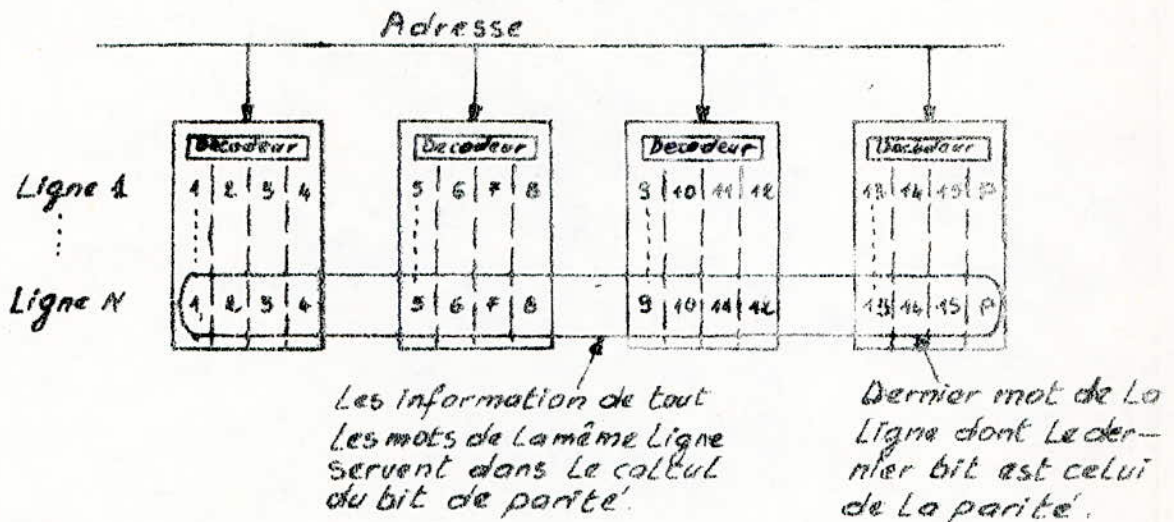 Adresse
Decodeur Decodeur Decodeur Decodeur
Ligne 1 1 2 3 4 5 6 7 8 9 10 11 12 13 14 15 P
Ligne N 1 2 3 4 5 6 7 8 9 10 11 12 13 14 15 P
Les information de tout
Les mots de La même Ligne
servent dans Le caltul
du bit de parité.
Dernier mot de La
Ligne dont Le der-
nier bit est celui
de La parité.